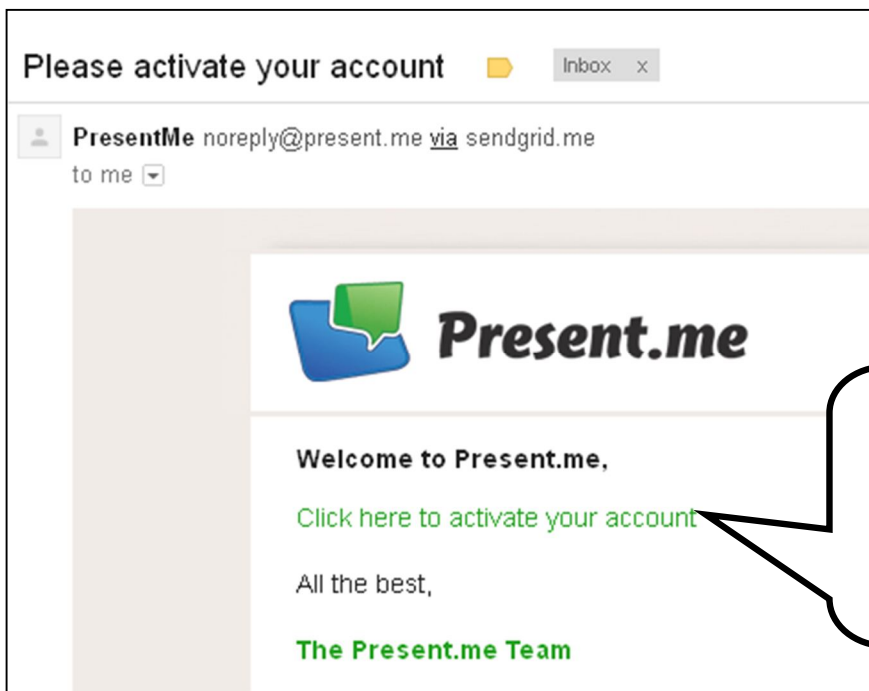 Please activate your account Inbox x
PresentMe noreply@present.me via sendgrid.me
to me
Present.me
Welcome to Present.me,
Click here to activate your account
All the best,
The Present.me Team